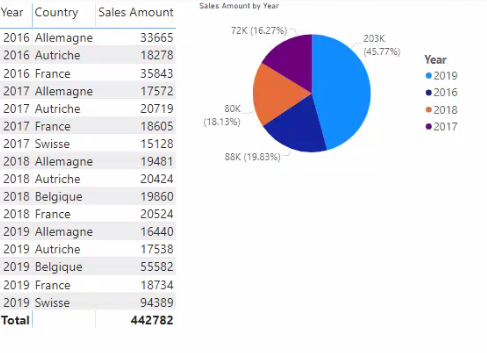 Year Country Sales Amount
2016 Allemagne 33665
2016 Autriche 18278
2016 France 35843
2017 Allemagne 17572
2017 Autriche 20719
2017 France 18605
2017 Swisse 15128
2018 Allemagne 19481
2018 Autriche 20424
2018 Belgique 19860
2018 France 20524
2019 Allemagne 16440
2019 Autriche 17538
2019 Belgique 55582
2019 France 18734
2019 Swisse 94389
Total 442782
Sales Amount by Year
72K (16.27%)
203K
(45.77%)
80K
(18.13%)
88K (19.83%)
Year
2019
2016
2018
2017